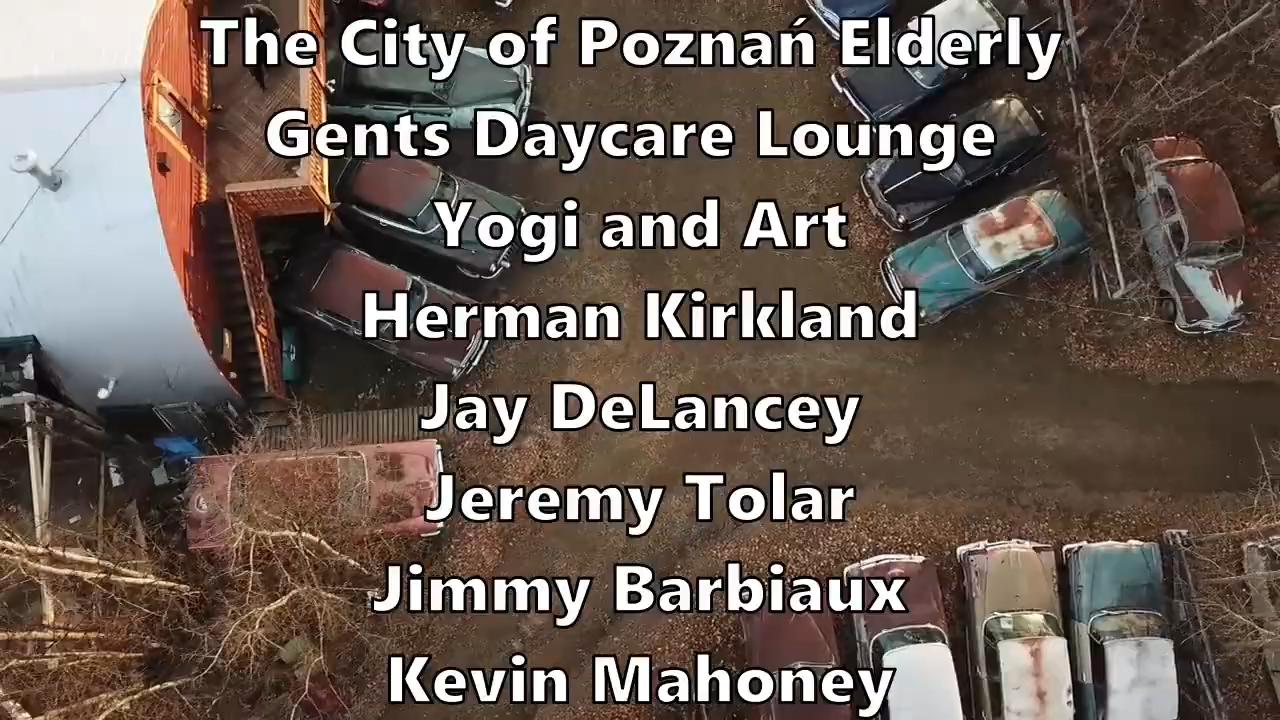 The City of Poznań Elderly
Gents Daycare Lounge
Yogi and Art
Herman Kirkland
Jay DeLancey
Jeremy Tolar
Jimmy Barbiaux
Kevin Mahoney